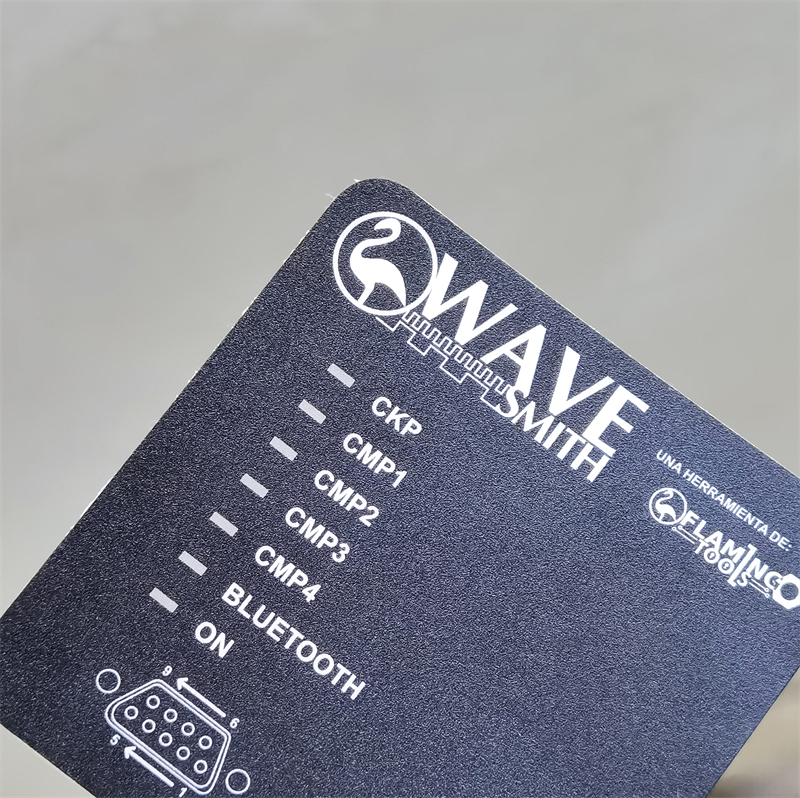 WAVE
SMITH
UNA HERRAMIENTA DE:
FLAMINGO
TOOLS
CKP
CMP1
CMP2
CMP3
CMP4
BLUETOOTH
ON
9
6
5
1